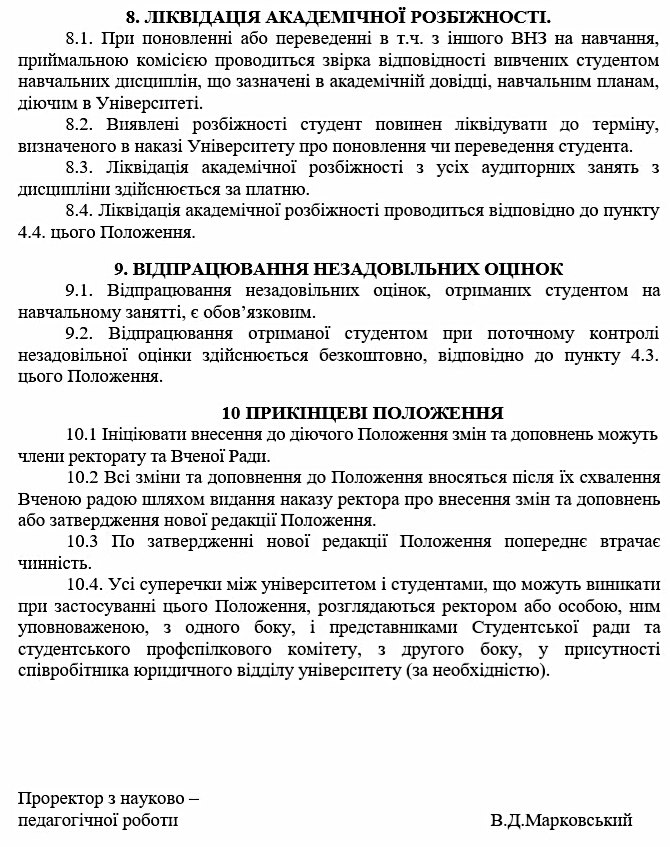 8. ЛІКВІДАЦІЯ АКАДЕМІЧНОЇ РОЗБІЖНОСТІ.
8.1. При поновленні або переведенні в т.ч. з іншого ВНЗ на навчання,
приймальною комісією проводиться звірка відповідності вивчених студентом
навчальних дисциплін, що зазначені в академічній довідці, навчальним планам,
діючим в Університеті.
8.2. Виявлені розбіжності студент повинен ліквідувати до терміну,
визначеного в наказі Університету про поновлення чи переведення студента.
8.3. Ліквідація академічної розбіжності з усіх аудиторних занять з
дисципліни здійснюється за платню.
8.4. Ліквідація академічної розбіжності проводиться відповідно до пункту
4.4. цього Положення.
9. ВІДПРАЦЮВАННЯ НЕЗАДОВІЛЬНИХ ОЦІНОК
9.1. Відпрацювання незадовільних оцінок, отриманих студентом на
навчальному занятті, є обов’язковим.
9.2. Відпрацювання отриманої студентом при поточному контролі
незадовільної оцінки здійснюється безкоштовно, відповідно до пункту 4.3.
цього Положення.
10 ПРИКІНЦЕВІ ПОЛОЖЕННЯ
10.1 Ініціювати внесення до діючого Положення змін та доповнень можуть
члени ректорату та Вченої Ради.
10.2 Всі зміни та доповнення до Положення вносяться після їх схвалення
Вченою радою шляхом видання наказу ректора про внесення змін та доповнень
або затвердження нової редакції Положення.
10.3 По затвердженні нової редакції Положення попереднє втрачає
чинність.
10.4. Усі суперечки між університетом і студентами, що можуть виникати
при застосуванні цього Положення, розглядаються ректором або особою, ним
уповноваженою, з одного боку, і представниками Студентської ради та
студентського профспілкового комітету, з другого боку, у присутності
співробітника юридичного відділу університету (за необхідністю).
Проректор з науково –
педагогічної роботи В.Д.Марковський